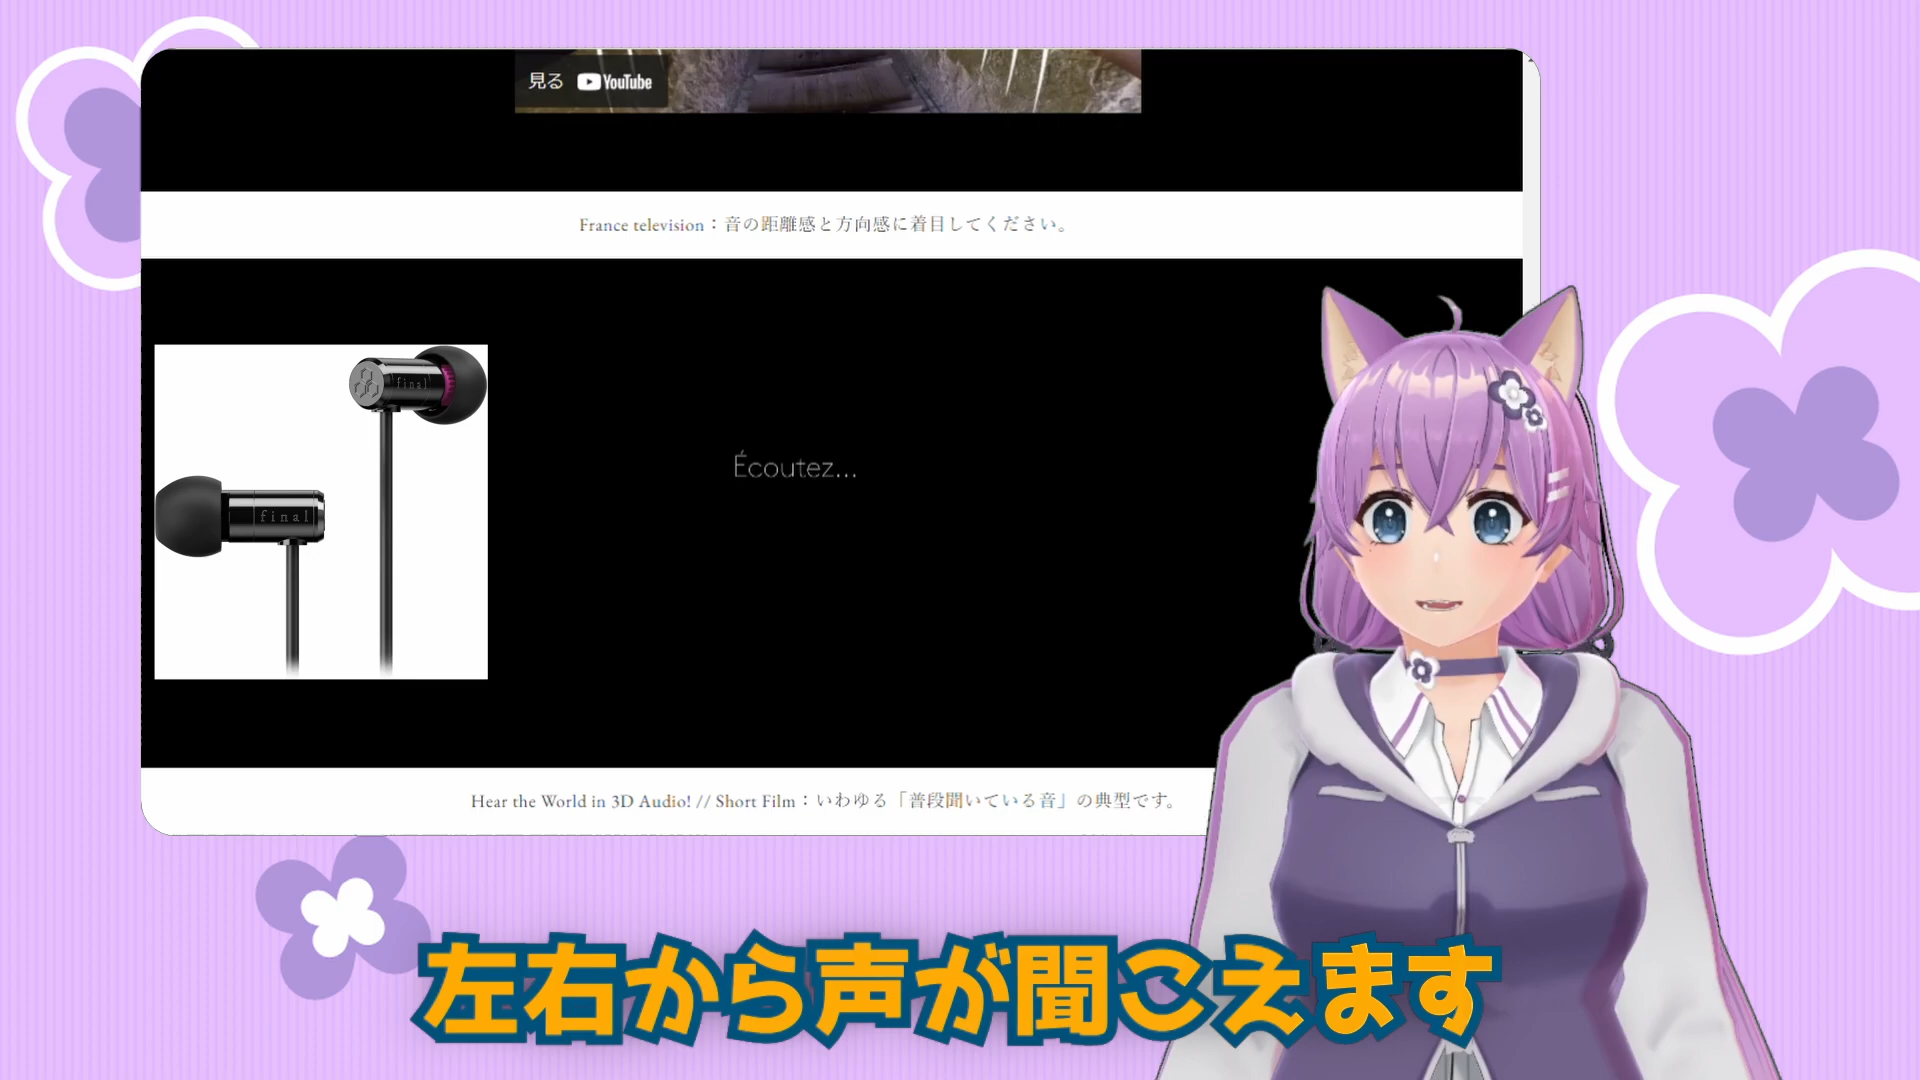 見る YouTube
France television：音の距離感と方向感に着目してください。
final
Écoutez...
final
Hear the World in 3D Audio! // Short Film：いわゆる「普段聞いている音」の典型です。
左右から声が聞こえます